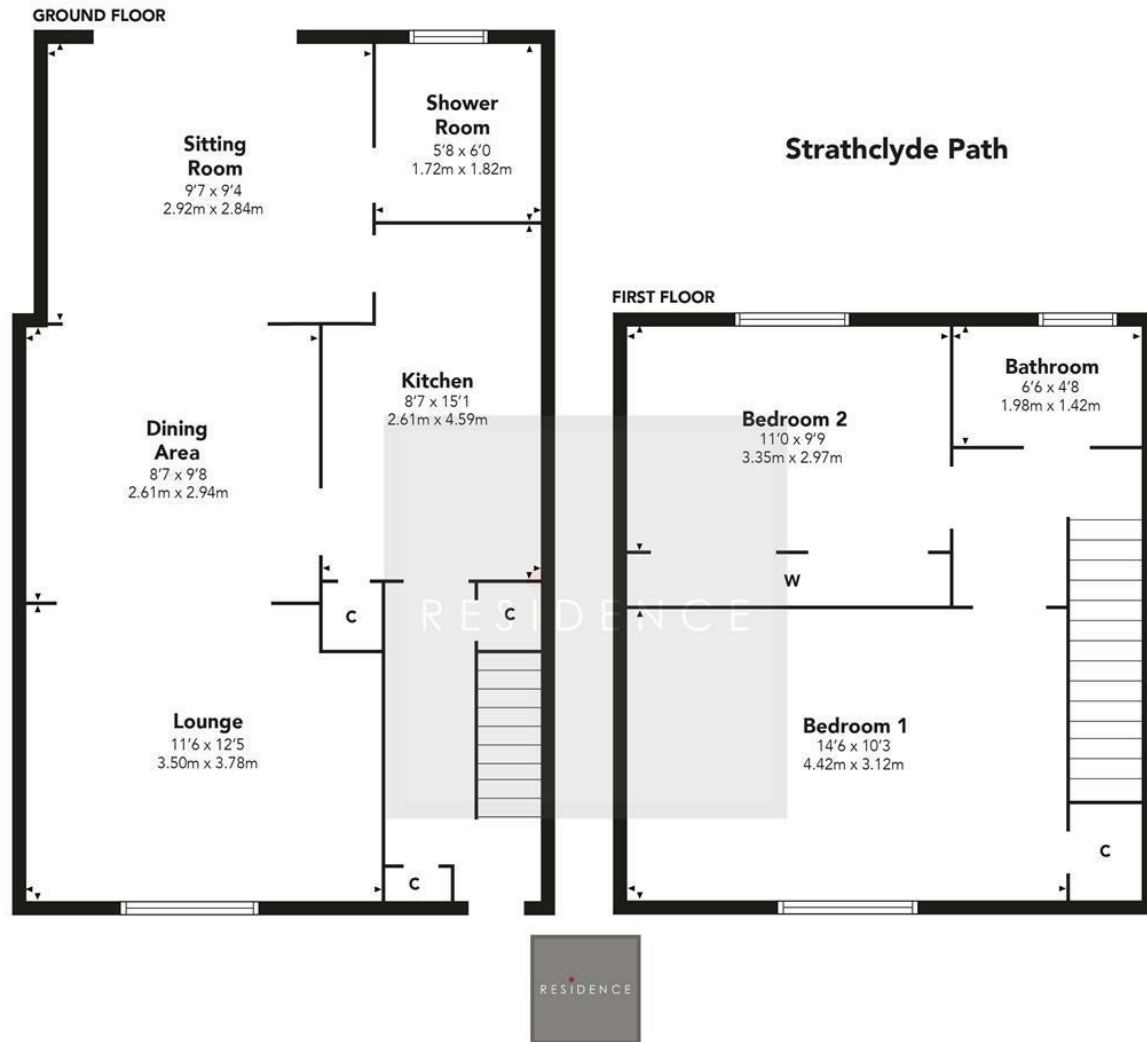 GROUND FLOOR
Sitting
Room
9'7 x 9'4
2.92m x 2.84m
Shower
Room
5'8 x 6'0
1.72m x 1.82m
Strathclyde Path
Dining
Area
8'7 x 9'8
2.61m x 2.94m
Kitchen
8'7 x 15'1
2.61m x 4.59m
C
C
Lounge
11'6 x 12'5
3.50m x 3.78m
C
FIRST FLOOR
Bedroom 2
11'0 x 9'9
3.35m x 2.97m
Bathroom
6'6 x 4'8
1.98m x 1.42m
W
Bedroom 1
14'6 x 10'3
4.42m x 3.12m
C
RESIDENCE
RESIDENCE